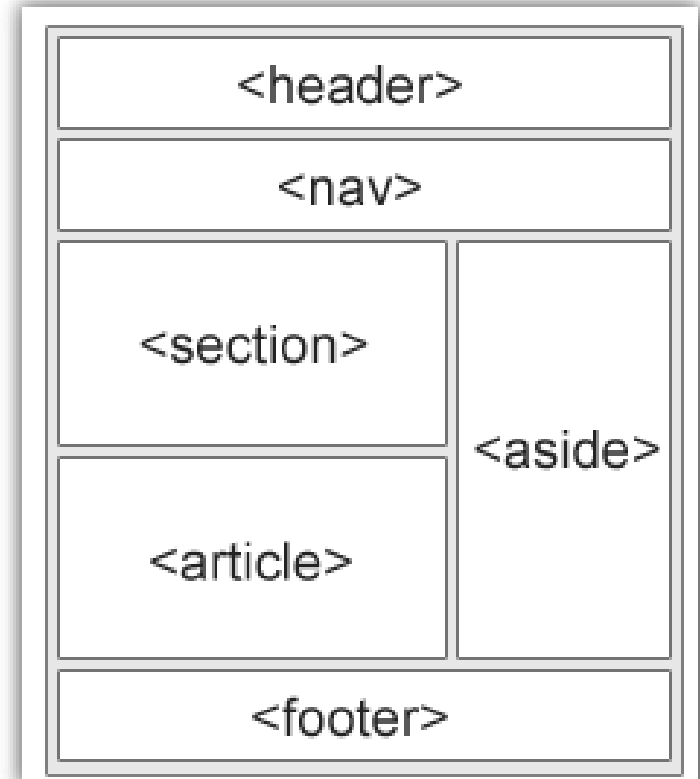 <header>
<nav>
<section>
<aside>
<article>
<footer>